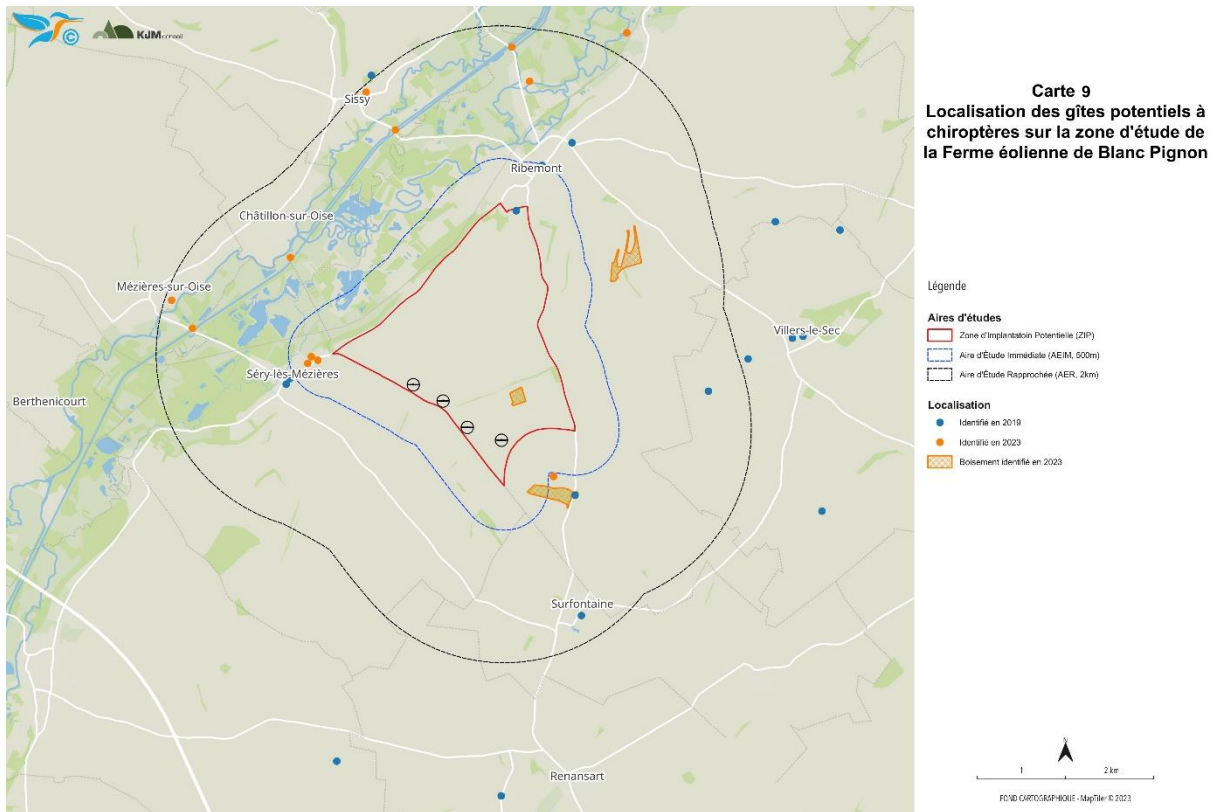 ©
KJM CONSEIL
Sissy
Ribemont
Châtillon-sur-Oise
Mézières-sur-Oise
Villers-le-Sec
Séry-lès-Mézières
Berthenicourt
Surfontaine
Renansart
Carte 9
Localisation des gîtes potentiels à
chiroptères sur la zone d'étude de
la Ferme éolienne de Blanc Pignon
Légende
Aires d'études
Zone d'Implantatoin Potentielle (ZIP)
Aire d'Étude Immédiate (AEIM, 600m)
Aire d'Étude Rapprochée (AER, 2km)
Localisation
Identifié en 2019
Identifié en 2023
Boisement identifié en 2023
N
1 2 km
FOND CARTOGRAPHIQUE - MapTiler © 2023